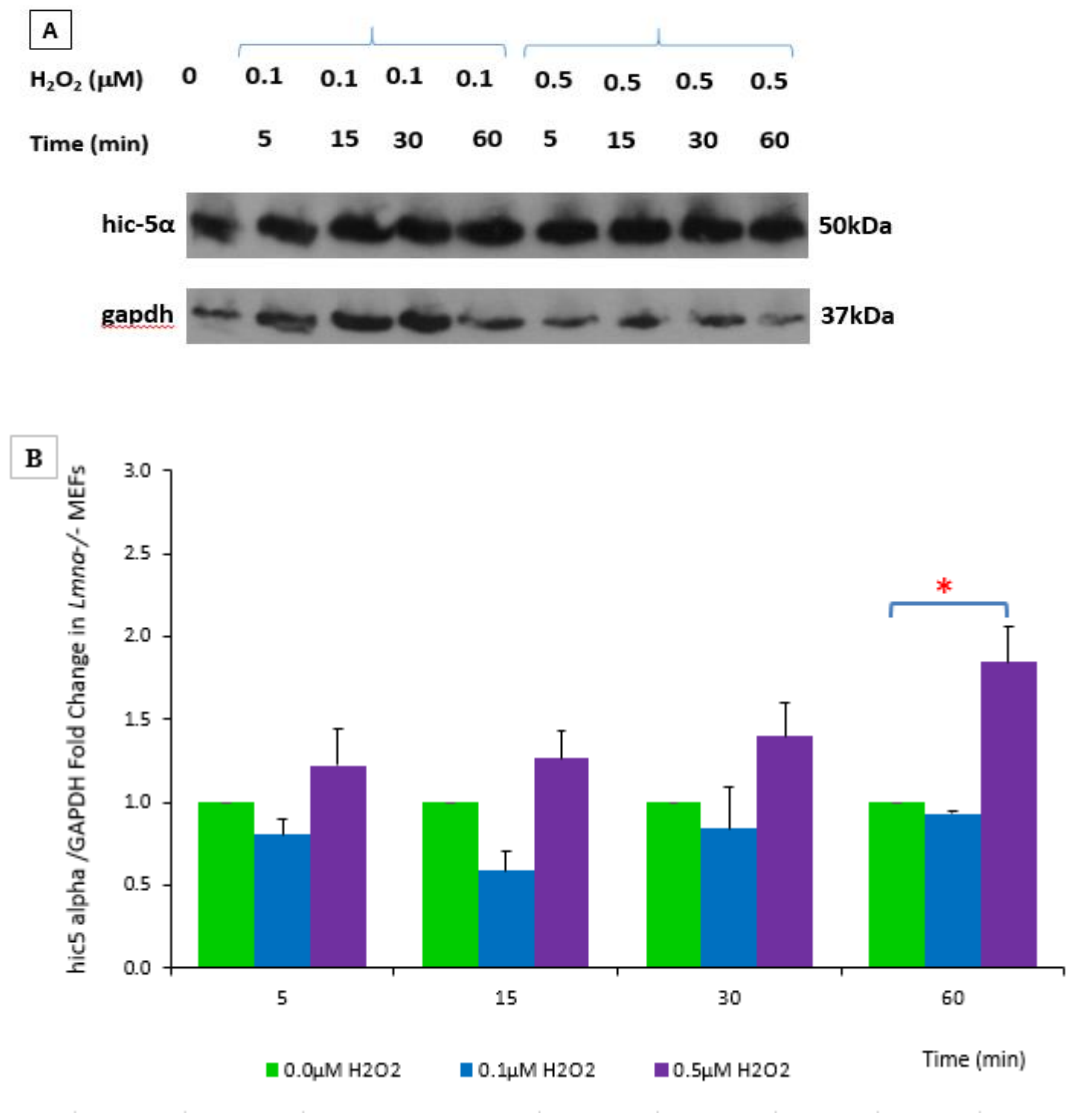 A
H₂O₂ (µM) 0 0.1 0.1 0.1 0.1 0.5 0.5 0.5 0.5
Time (min) 5 15 30 60 5 15 30 60
hic-5α 50kDa
gapdh 37kDa
B
hic5 alpha /GAPDH Fold Change in Lmna-/- MEFs
3.0
2.5
*
2.0
1.5
1.0
0.5
0.0
5 15 30 60
Time (min)
0.0µM H2O2 0.1µM H2O2 0.5µM H2O2